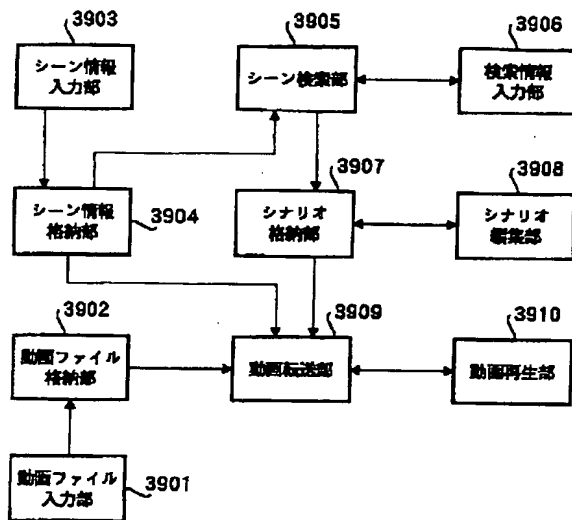 3903
シーン情報
入力部
3905
シーン検索部
3906
検索情報
入力部
シーン情報
格納部
3904
3907
シナリオ
格納部
3908
シナリオ
編集部
3902
動画ファイル
格納部
3909
動画転送部
3910
動画再生部
動画ファイル
入力部
3901